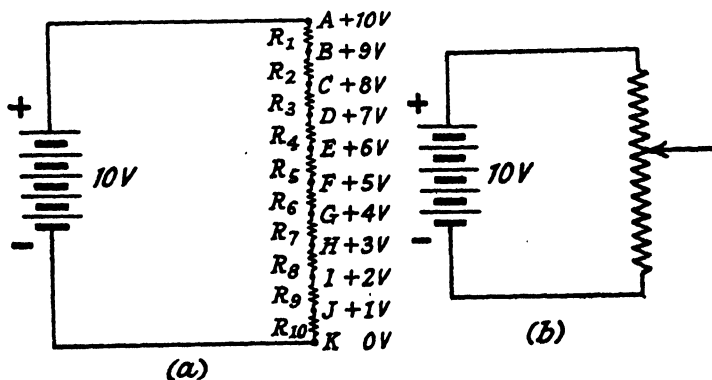 A +10V
R1
B +9V
R2
C +8V
R3
D +7V
R4
E +6V
R5
F +5V
R6
G +4V
R7
H +3V
R8
I +2V
R9
J +1V
R10
K 0V
+
10V
-
(a)
+
10V
-
(b)